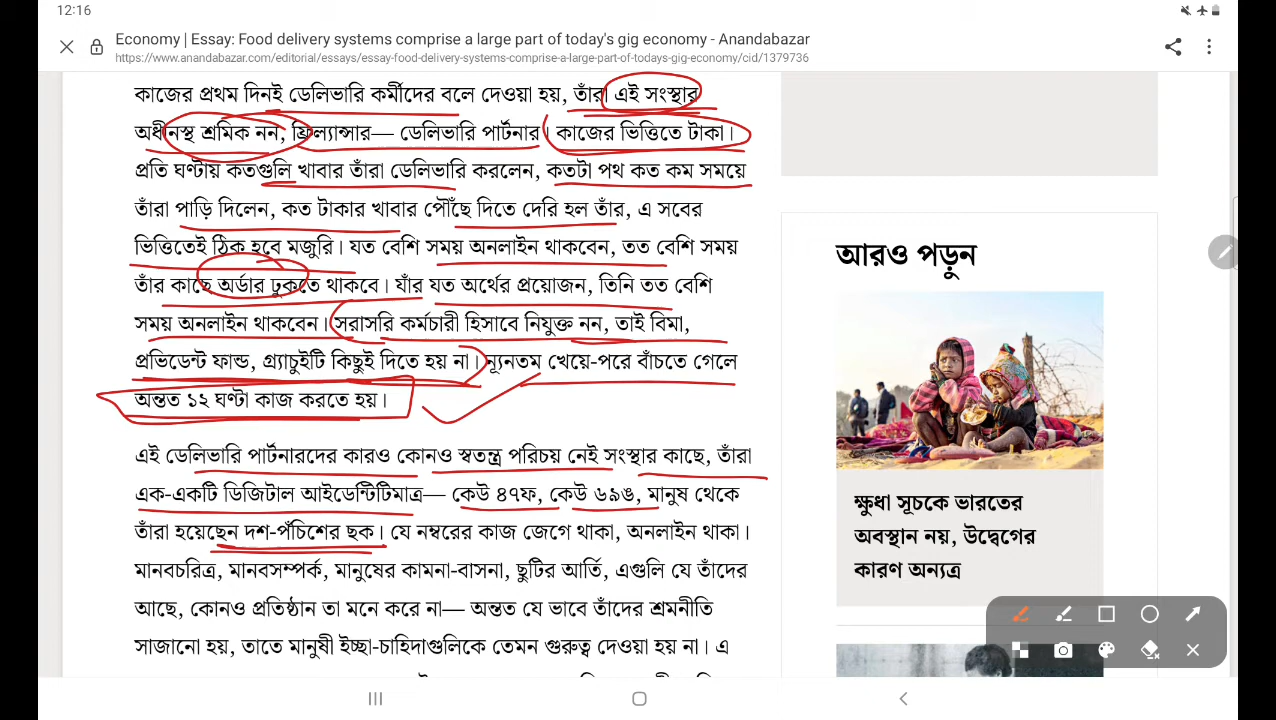 12:16
Economy | Essay: Food delivery systems comprise a large part of today's gig economy - Anandabazar
https://www.anandabazar.com/editorial/essays/essay-food-delivery-systems-comprise-a-large-part-of-todays-gig-economy/cid/1379736
কাজের প্রথম দিনই ডেলিভারি কর্মীদের বলে দেওয়া হয়, তাঁরা এই সংস্থার
অধীনস্থ শ্রমিক নন, ফ্রিল্যান্সার— ডেলিভারি পার্টনার। কাজের ভিত্তিতে টাকা।
প্রতি ঘণ্টায় কতগুলি খাবার তাঁরা ডেলিভারি করলেন, কতটা পথ কত কম সময়ে
তাঁরা পাড়ি দিলেন, কত টাকার খাবার পৌঁছে দিতে দেরি হল তাঁর, এ সবের
ভিত্তিতেই ঠিক হবে মজুরি। যত বেশি সময় অনলাইন থাকবেন, তত বেশি সময়
তাঁর কাছে অর্ডার ঢুকতে থাকবে। যাঁর যত অর্থের প্রয়োজন, তিনি তত বেশি
সময় অনলাইন থাকবেন। সরাসরি কর্মচারী হিসাবে নিযুক্ত নন, তাই বিমা,
প্রভিডেন্ট ফান্ড, গ্র্যাচুইটি কিছুই দিতে হয় না। ন্যূনতম খেয়ে-পরে বাঁচতে গেলে
অন্তত ১২ ঘণ্টা কাজ করতে হয়।
এই ডেলিভারি পার্টনারদের কারও কোনও স্বতন্ত্র পরিচয় নেই সংস্থার কাছে, তাঁরা
এক-একটি ডিজিটাল আইডেন্টিটিমাত্র— কেউ ৪৭ফ, কেউ ৬৯ঙ, মানুষ থেকে
তাঁরা হয়েছেন দশ-পঁচিশের ছক। যে নম্বরের কাজ জেগে থাকা, অনলাইন থাকা।
মানবচরিত্র, মানবসম্পর্ক, মানুষের কামনা-বাসনা, ছুটির আর্তি, এগুলি যে তাঁদের
আছে, কোনও প্রতিষ্ঠান তা মনে করে না— অন্তত যে ভাবে তাঁদের শ্রমনীতি
সাজানো হয়, তাতে মানুষী ইচ্ছা-চাহিদাগুলিকে তেমন গুরুত্ব দেওয়া হয় না। এ
আরও পড়ুন
ক্ষুধা সূচকে ভারতের
অবস্থান নয়, উদ্বেগের
কারণ অন্যত্র